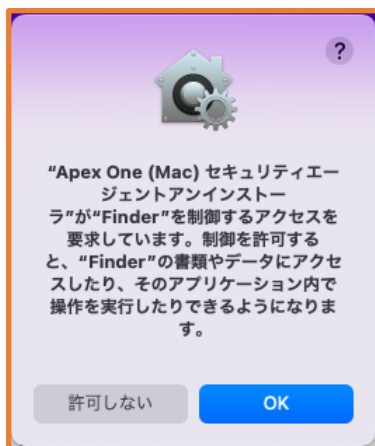 ?
“Apex One (Mac) セキュリティエー
ジェントアンインストー
ラ”が“Finder”を制御するアクセスを
要求しています。制御を許可する
と、“Finder”の書類やデータにアクセ
スしたり、そのアプリケーション内で
操作を実行したりできるようになりま
す。
許可しない
OK